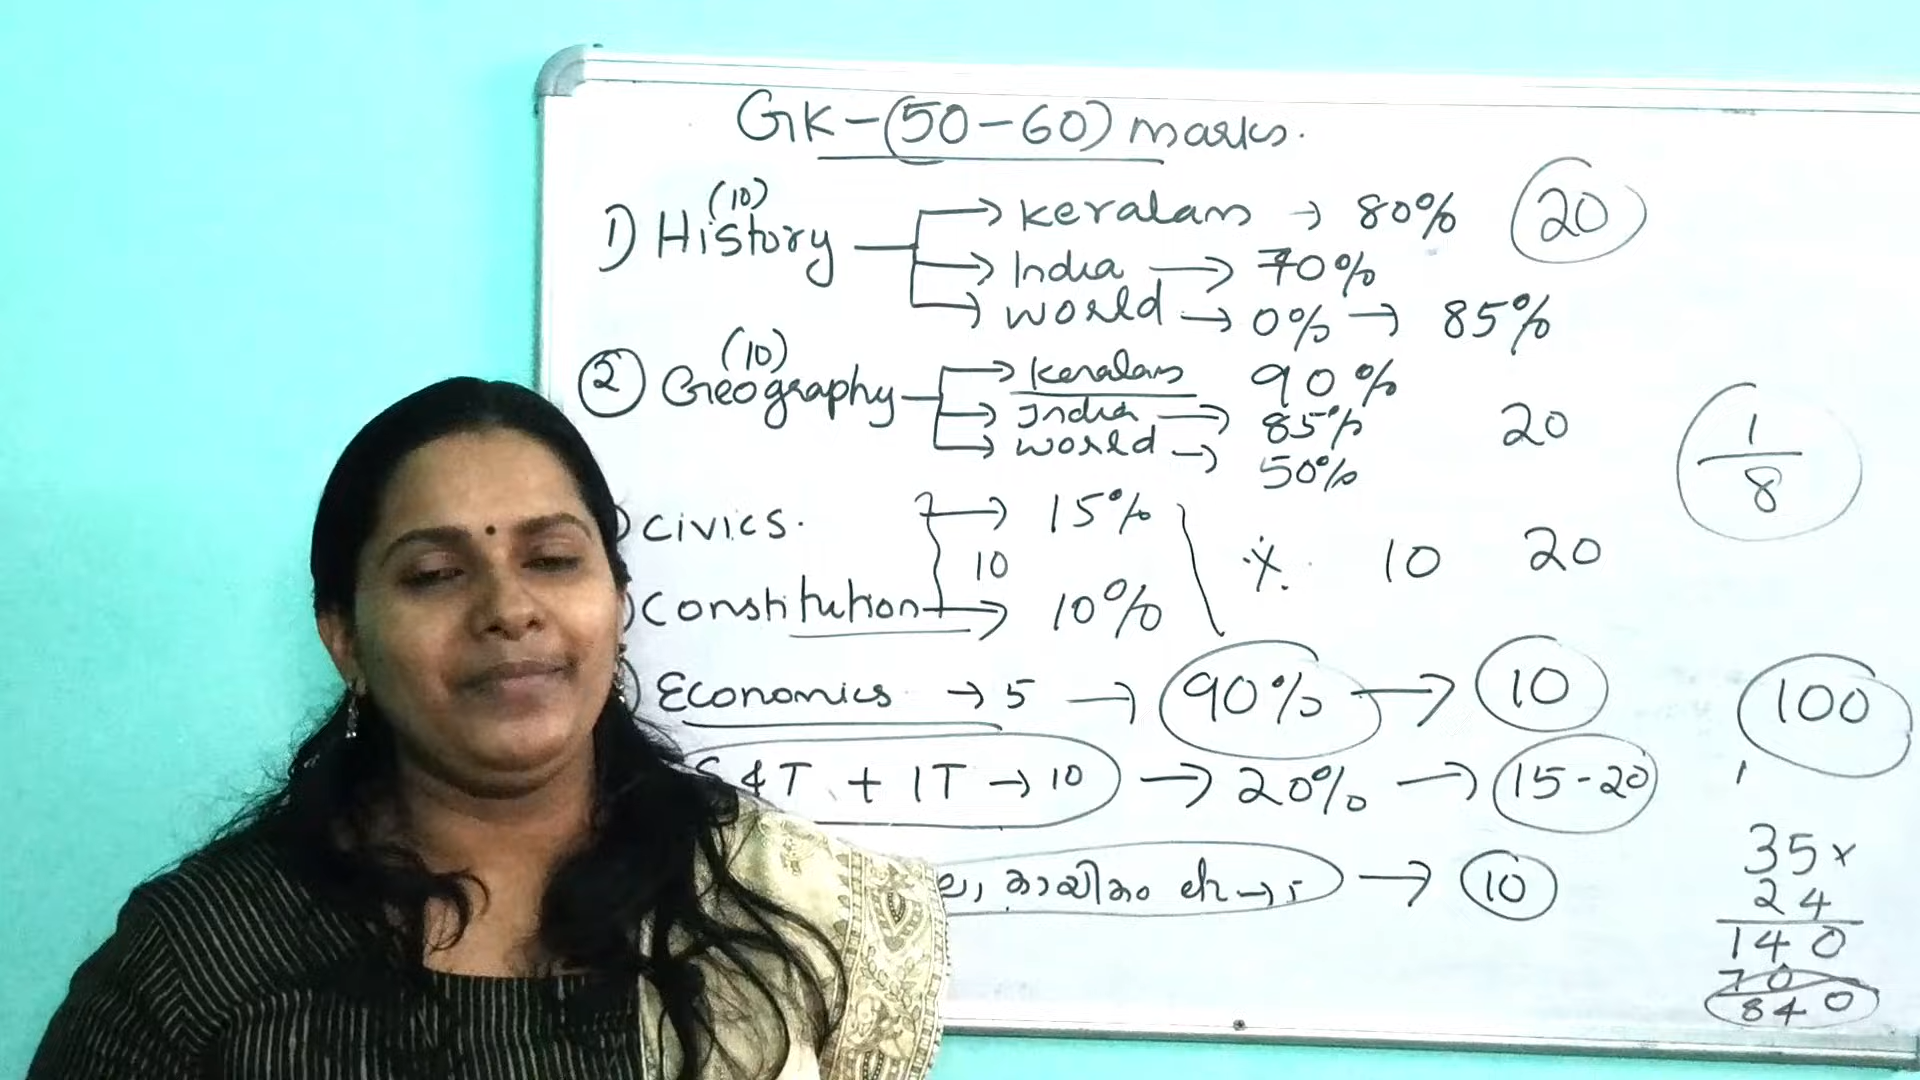 GK-(50-60) marks.
(10)
1) History → Keralam → 80% 20
→ India → 70%
→ World → 0% → 85%
(10)
2 Geography → Keralam 90%
→ India → 85% 20
→ World → 50%
1/8
) Civics. → 15%
10 10 20
) Constitution → 10%
) Economics → 5 → 90% → 10
100
S&T + IT → 10 → 20% → 15-20
ല, കായികം etc → 5 → 10
35 x
24
140
70
840